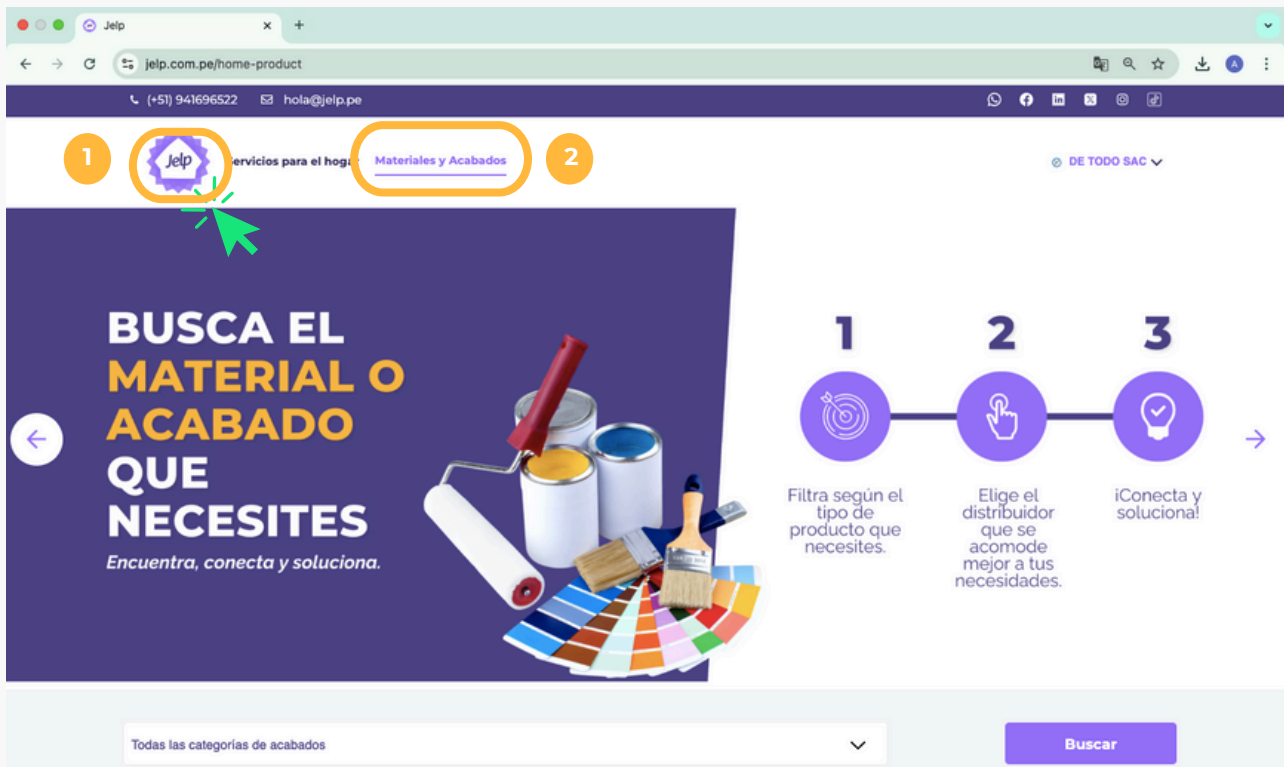 Jelp
jelp.com.pe/home-product
A
(+51) 941696522 hola@jelp.pe
1
Jelp
Servicios para el hogar
Materiales y Acabados
2
DE TODO SAC
BUSCA EL
MATERIAL O
ACABADO
QUE
NECESITES
Encuentra, conecta y soluciona.
1
2
3
Filtra según el
tipo de
producto que
necesites.
Elige el
distribuidor
que se
acomode
mejor a tus
necesidades.
¡Conecta y
soluciona!
Todas las categorías de acabados
Buscar